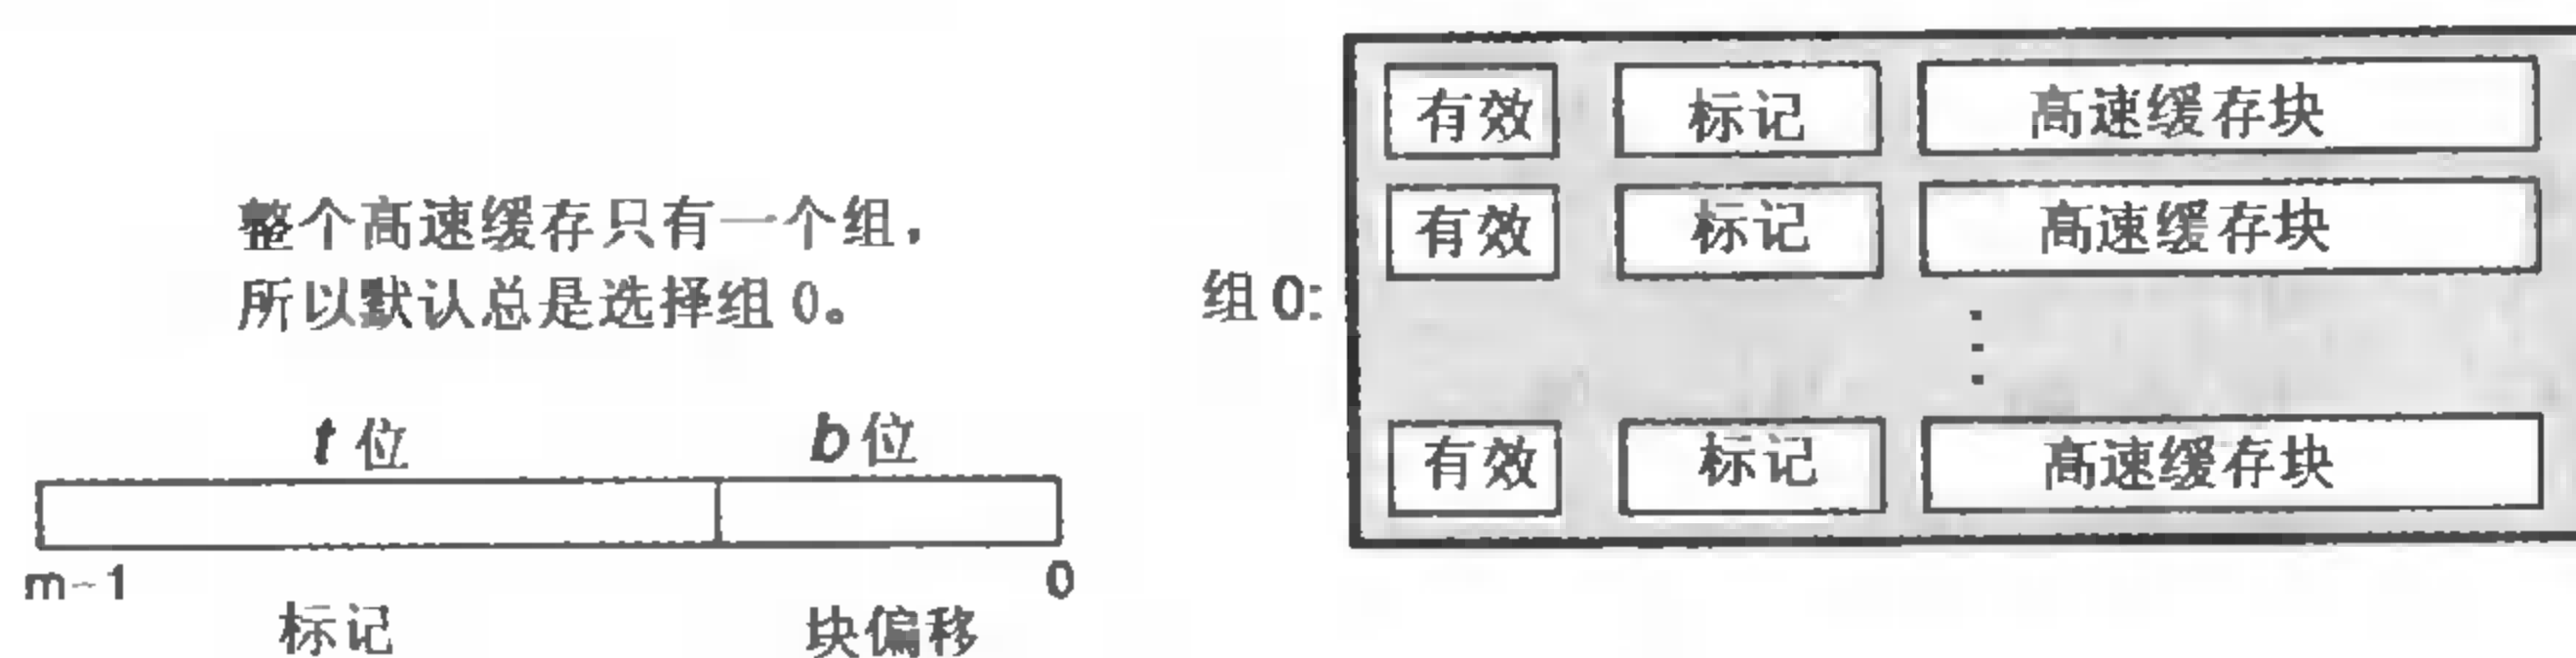 整个高速缓存只有一个组，
所以默认总是选择组 0。
t 位 b 位
m-1 0
标记 块偏移
组 0:
有效 标记 高速缓存块
有效 标记 高速缓存块
有效 标记 高速缓存块